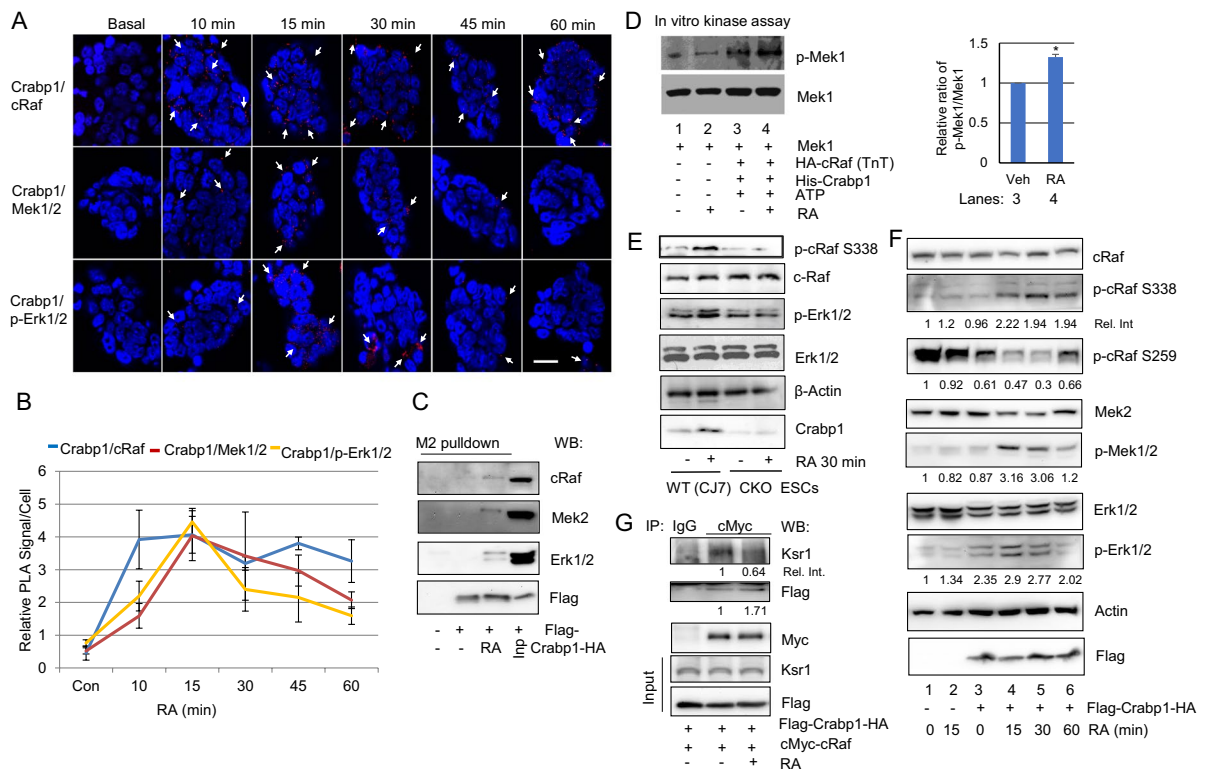 A
Basal 10 min 15 min 30 min 45 min 60 min
Crabp1/
cRaf
Crabp1/
Mek1/2
Crabp1/
p-Erk1/2
B
Crabp1/cRaf Crabp1/Mek1/2 Crabp1/p-Erk1/2
Relative PLA Signal/Cell
6
5
4
3
2
1
0
Con 10 15 30 45 60
RA (min)
C
M2 pulldown WB:
cRaf
Mek2
Erk1/2
Flag
- + + + Flag-
- - RA Inp Crabp1-HA
D In vitro kinase assay
p-Mek1
Mek1
1 2 3 4
+ + + + Mek1
- - + + HA-cRaf (TnT)
- - + + His-Crabp1
- - + + ATP
- + - + RA
Relative ratio of
p-Mek1/Mek1
1.5
1
0.5
0
*
Veh RA
Lanes: 3 4
E
p-cRaf S338
c-Raf
p-Erk1/2
Erk1/2
β-Actin
Crabp1
- + - + RA 30 min
WT (CJ7) CKO ESCs
F
cRaf
p-cRaf S338
1 1.2 0.96 2.22 1.94 1.94 Rel. Int
p-cRaf S259
1 0.92 0.61 0.47 0.3 0.66
Mek2
p-Mek1/2
1 0.82 0.87 3.16 3.06 1.2
Erk1/2
p-Erk1/2
1 1.34 2.35 2.9 2.77 2.02
Actin
Flag
1 2 3 4 5 6
- - + + + + Flag-Crabp1-HA
0 15 0 15 30 60 RA (min)
G
IP: IgG cMyc WB:
Ksr1
1 0.64 Rel. Int.
Flag
1 1.71
Myc
Input
Ksr1
Flag
+ + + Flag-Crabp1-HA
+ + + cMyc-cRaf
- - + RA